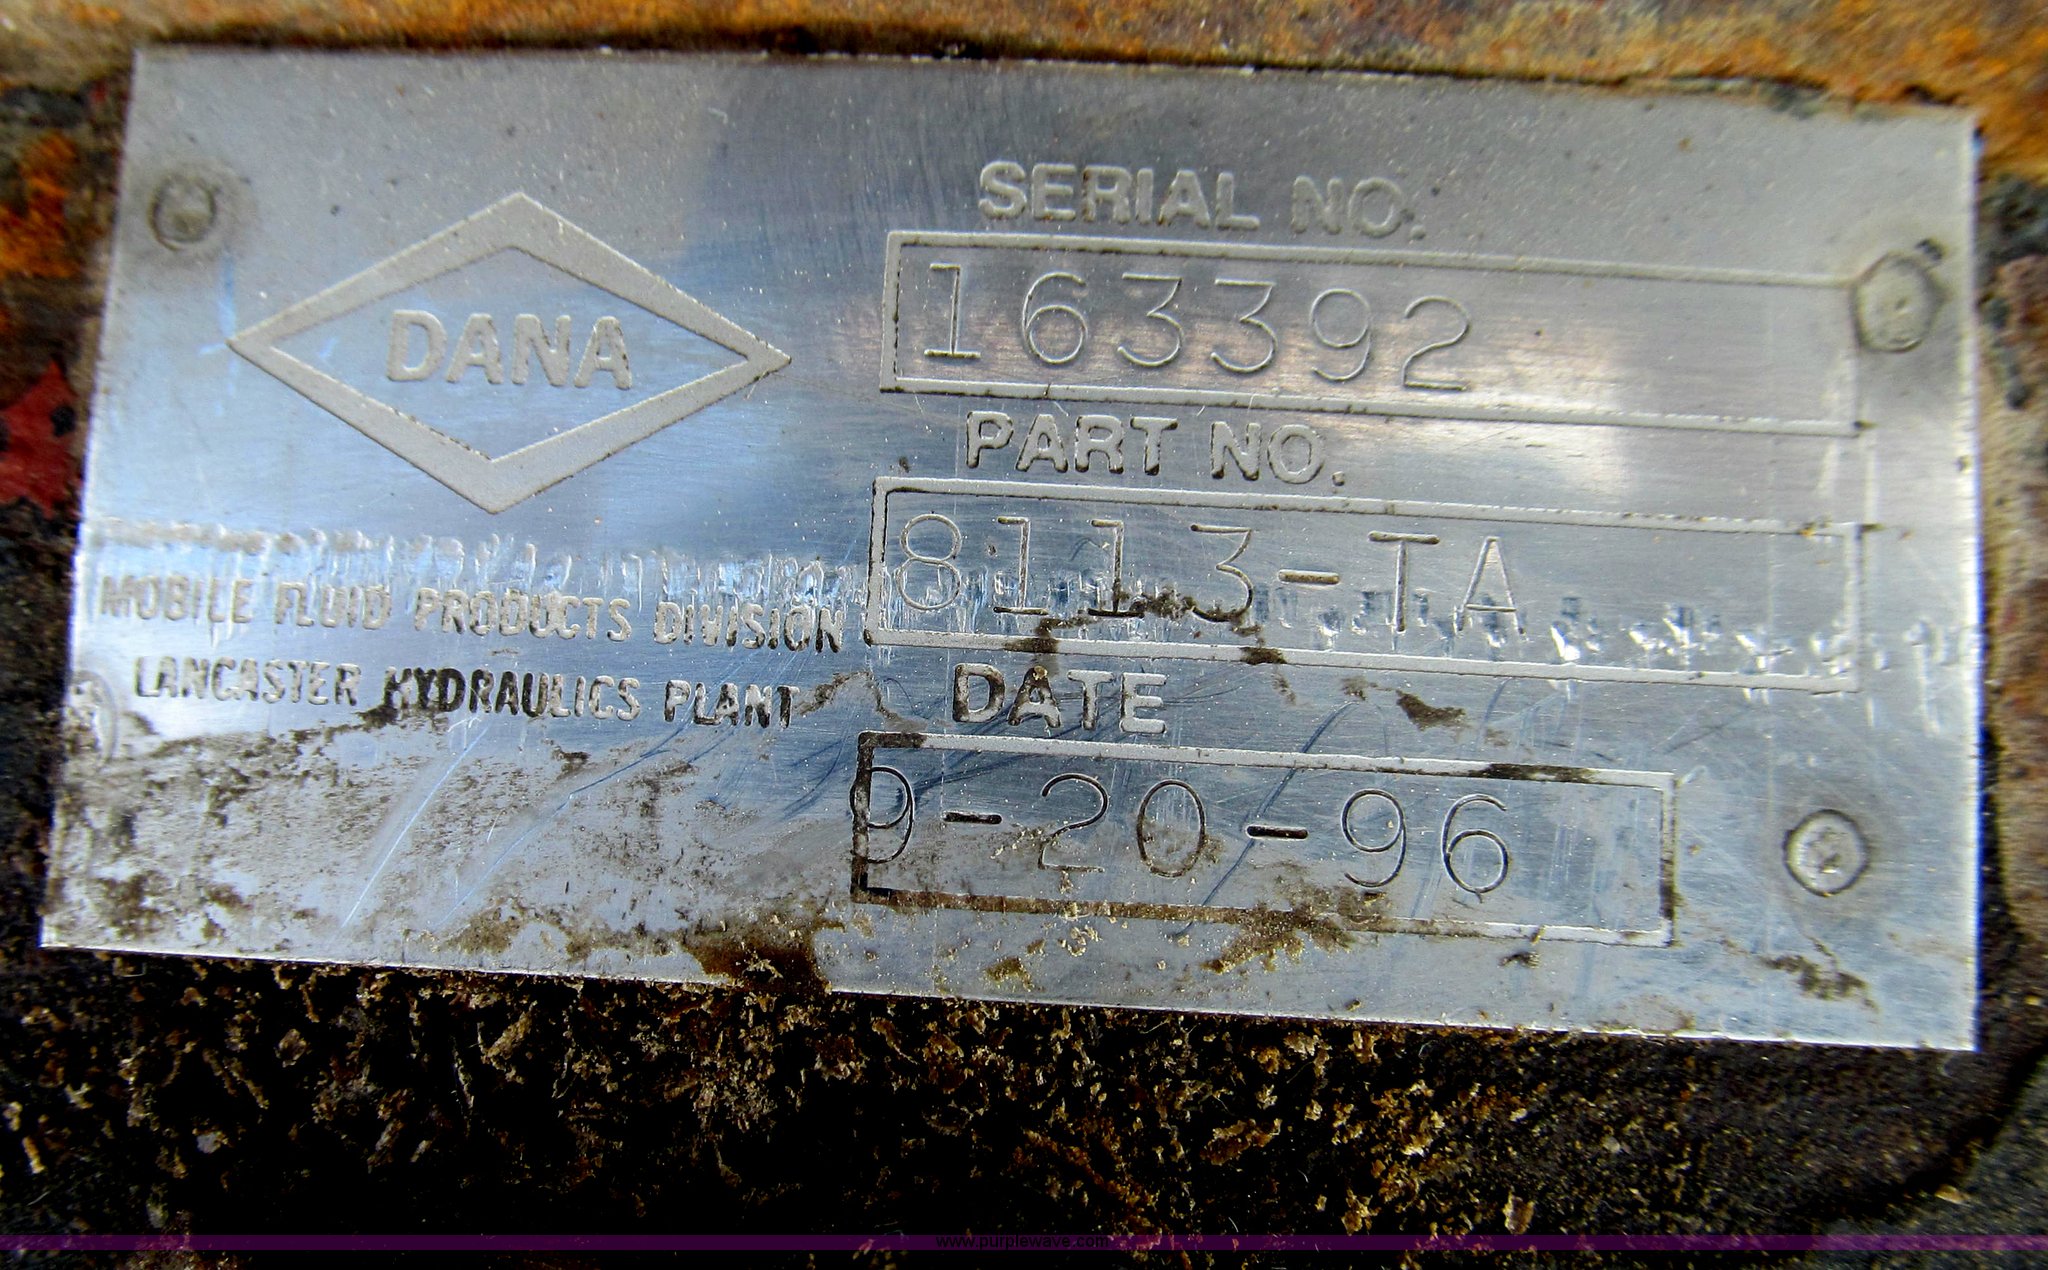 DANA
MOBILE FLUID PRODUCTS DIVISION
LANCASTER HYDRAULICS PLANT
SERIAL NO.
163392
PART NO.
8113-TA
DATE
9-20-96
www.purplewave.com